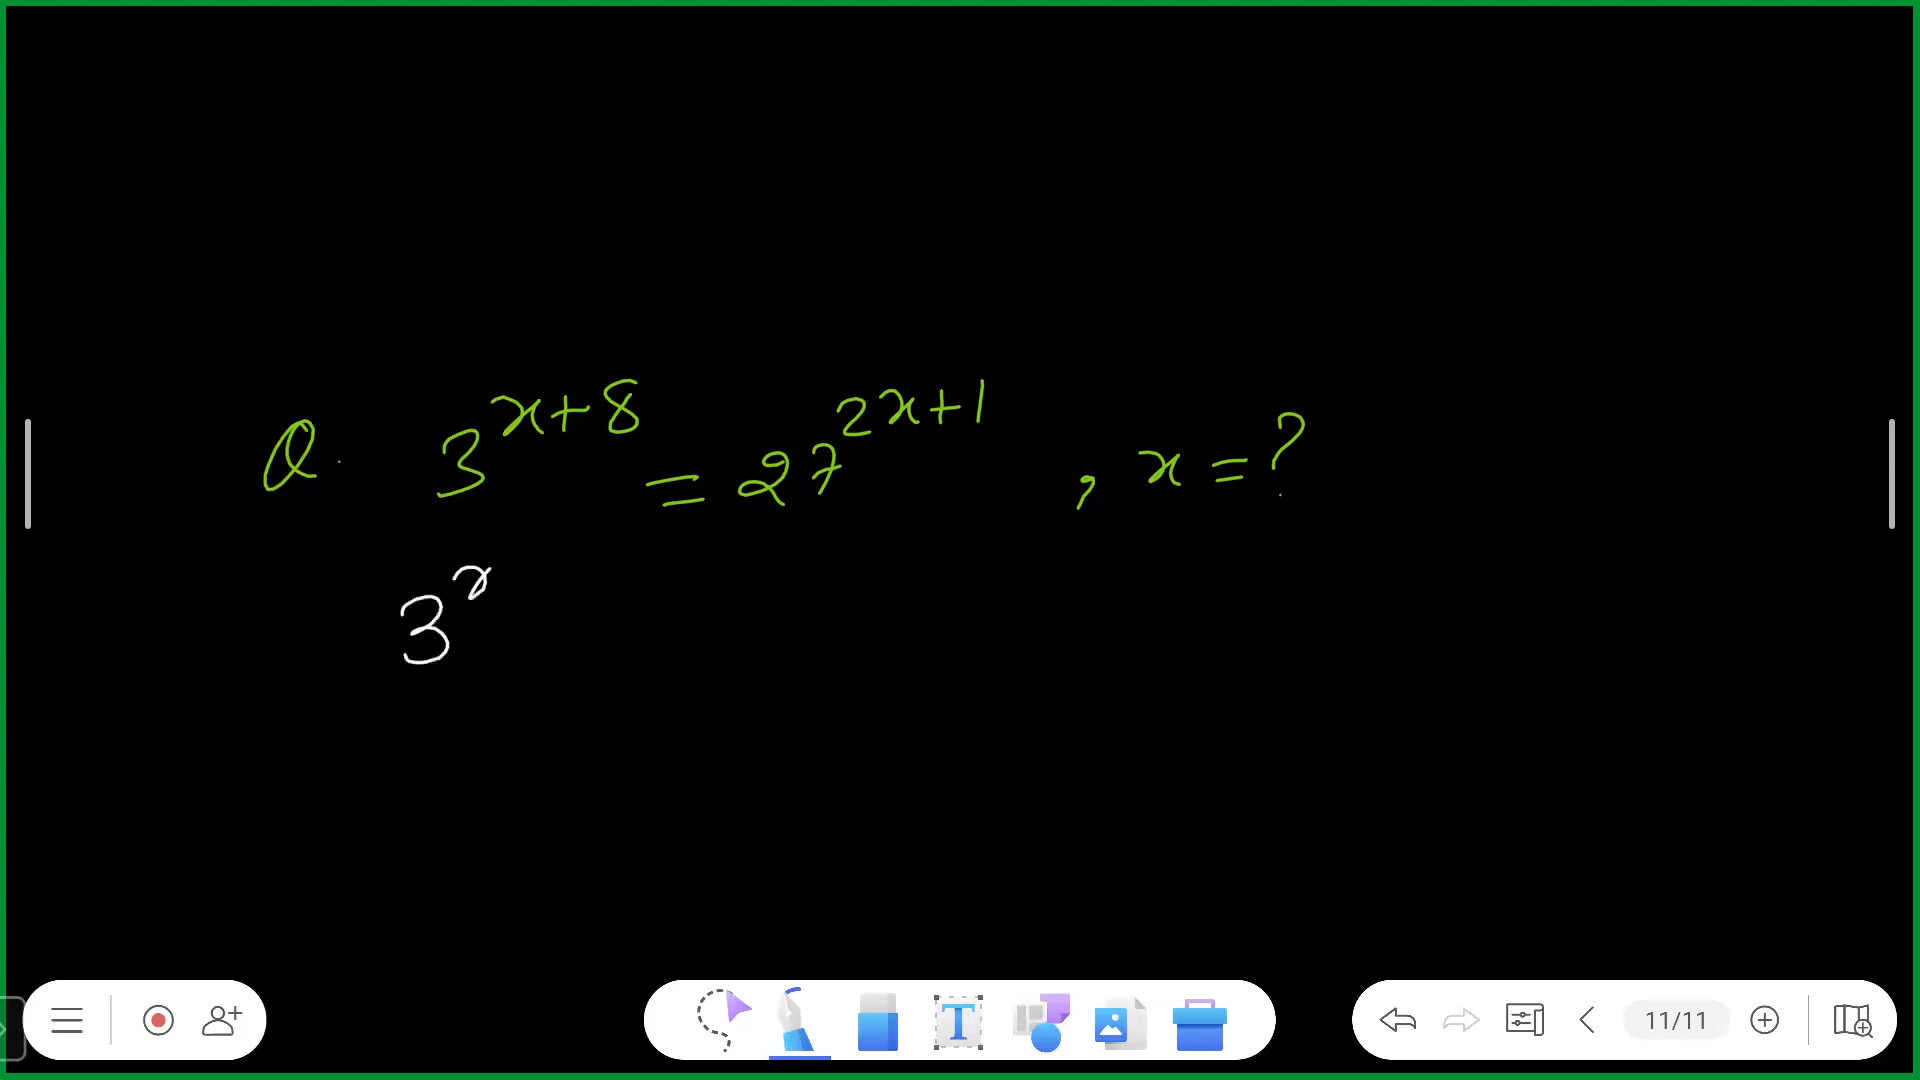 Q. 3^{x+8} = 27^{2x+1} , x = ?
3^x
T
11/11